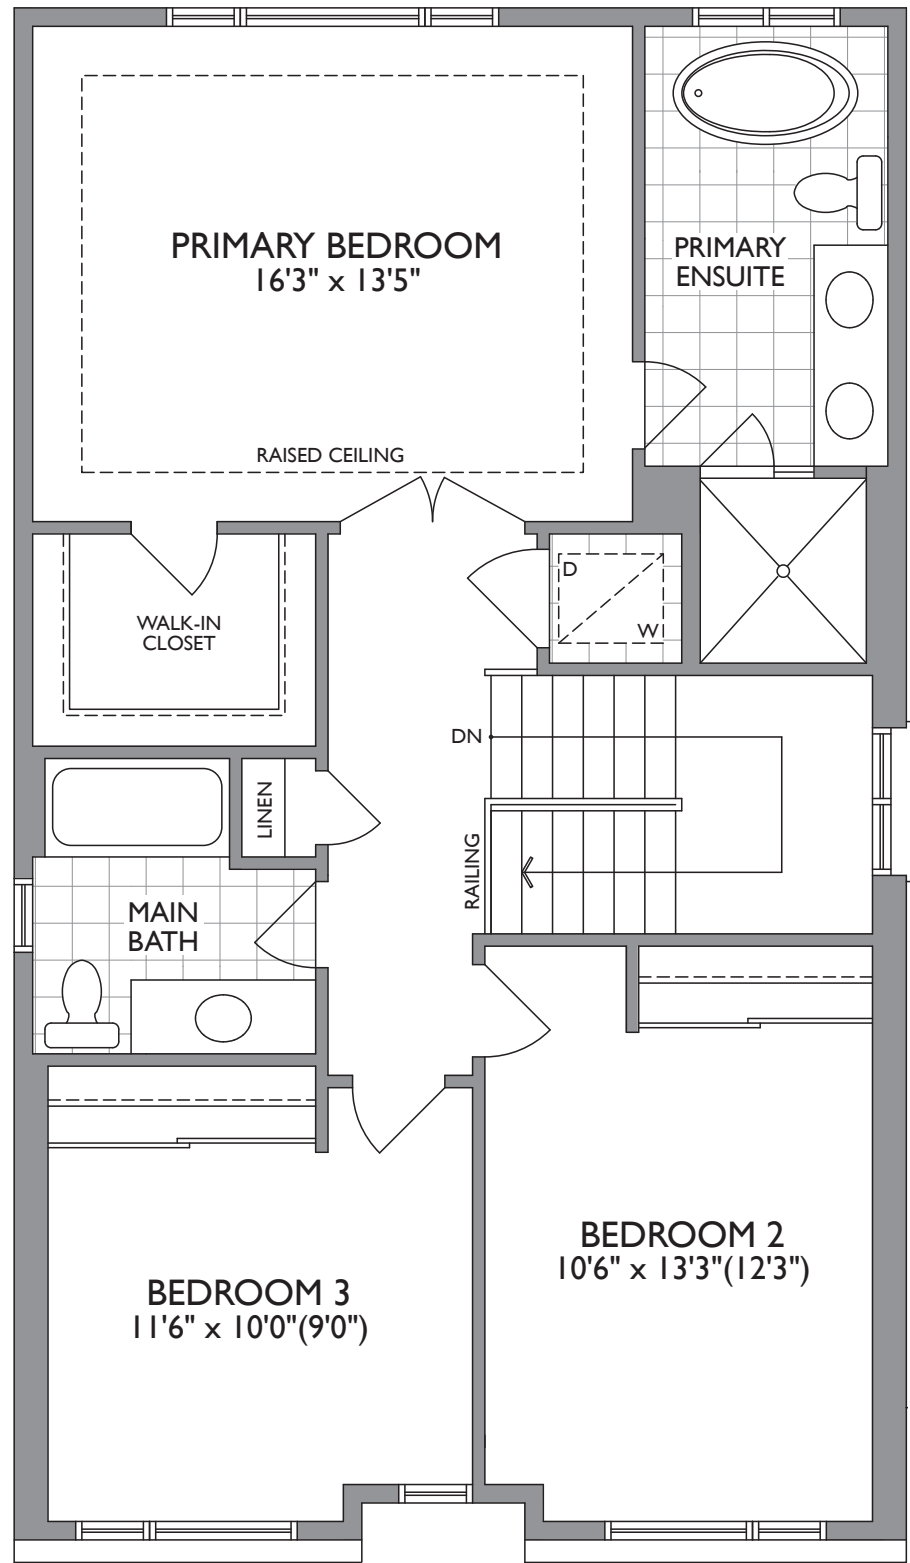 PRIMARY BEDROOM
16'3" x 13'5"
RAISED CEILING
PRIMARY
ENSUITE
WALK-IN
CLOSET
D
W
DN
LINEN
RAILING
MAIN
BATH
BEDROOM 2
10'6" x 13'3"(12'3")
BEDROOM 3
11'6" x 10'0"(9'0")